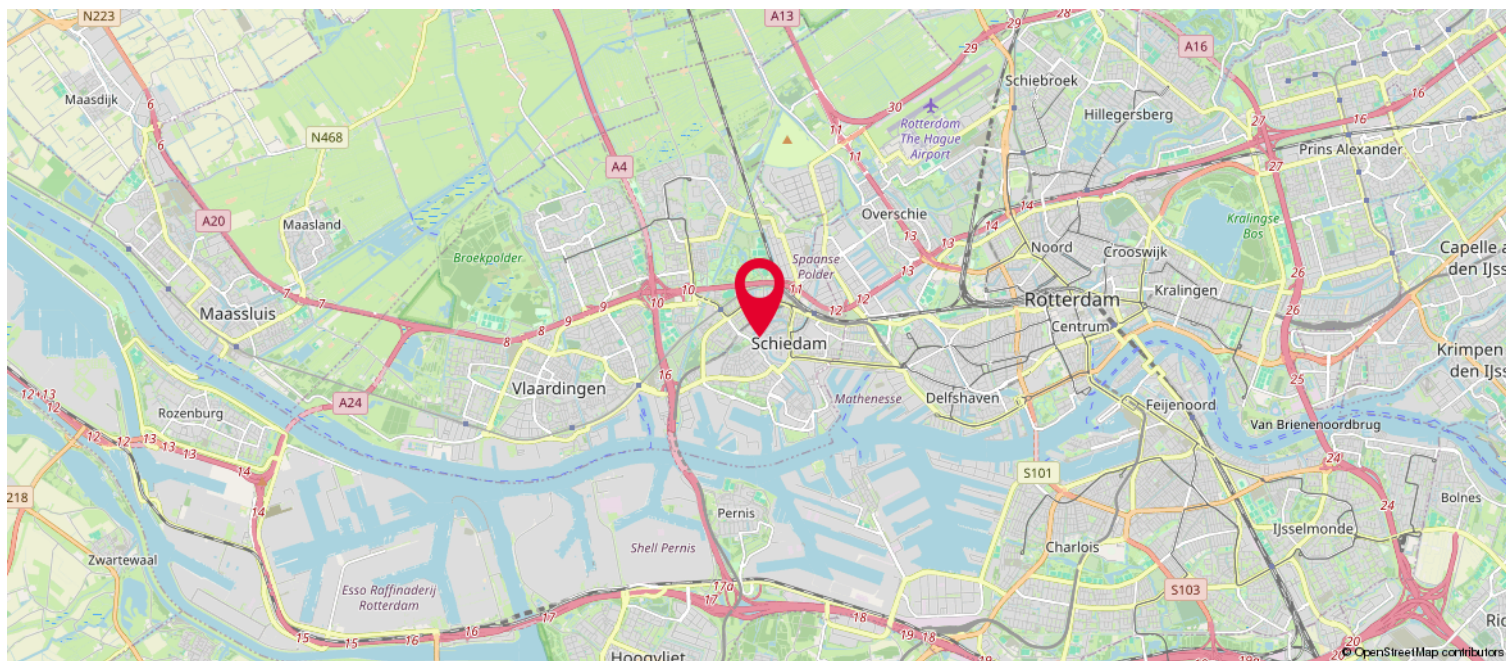 N223
A13
28
29
29
A16
Schiebroek
Maasdijk
6
6
N468
A4
30
11
11
Rotterdam
The Hague
Airport
Hillegersberg
27
27
16
16
Prins Alexander
A20
Maasland
Broekpolder
Overschie
13
13
14
14
Noord
Crooswijk
Kralingse
Bos
Capelle a
den IJss
Spaanse
Polder
7
7
Maassluis
8
9
9
10
10
11
12
12
13
26
26
Kralingen
Rotterdam
Centrum
Schiedam
Krimpen
den IJss
25
16
Vlaardingen
A24
Rozenburg
12+13
12
12
13
13
14
14
Mathenesse
Delfshaven
Feijenoord
Van Brienenoordbrug
24
24
S101
218
Pernis
Bolnes
IJsselmonde
Charlois
Shell Pernis
Zwartewaal
Esso Raffinaderij
Rotterdam
17a
17
17
S103
15
15
16
18
19
18
20
20
19a
Rid
Hoogvliet
© OpenStreetMap contributors